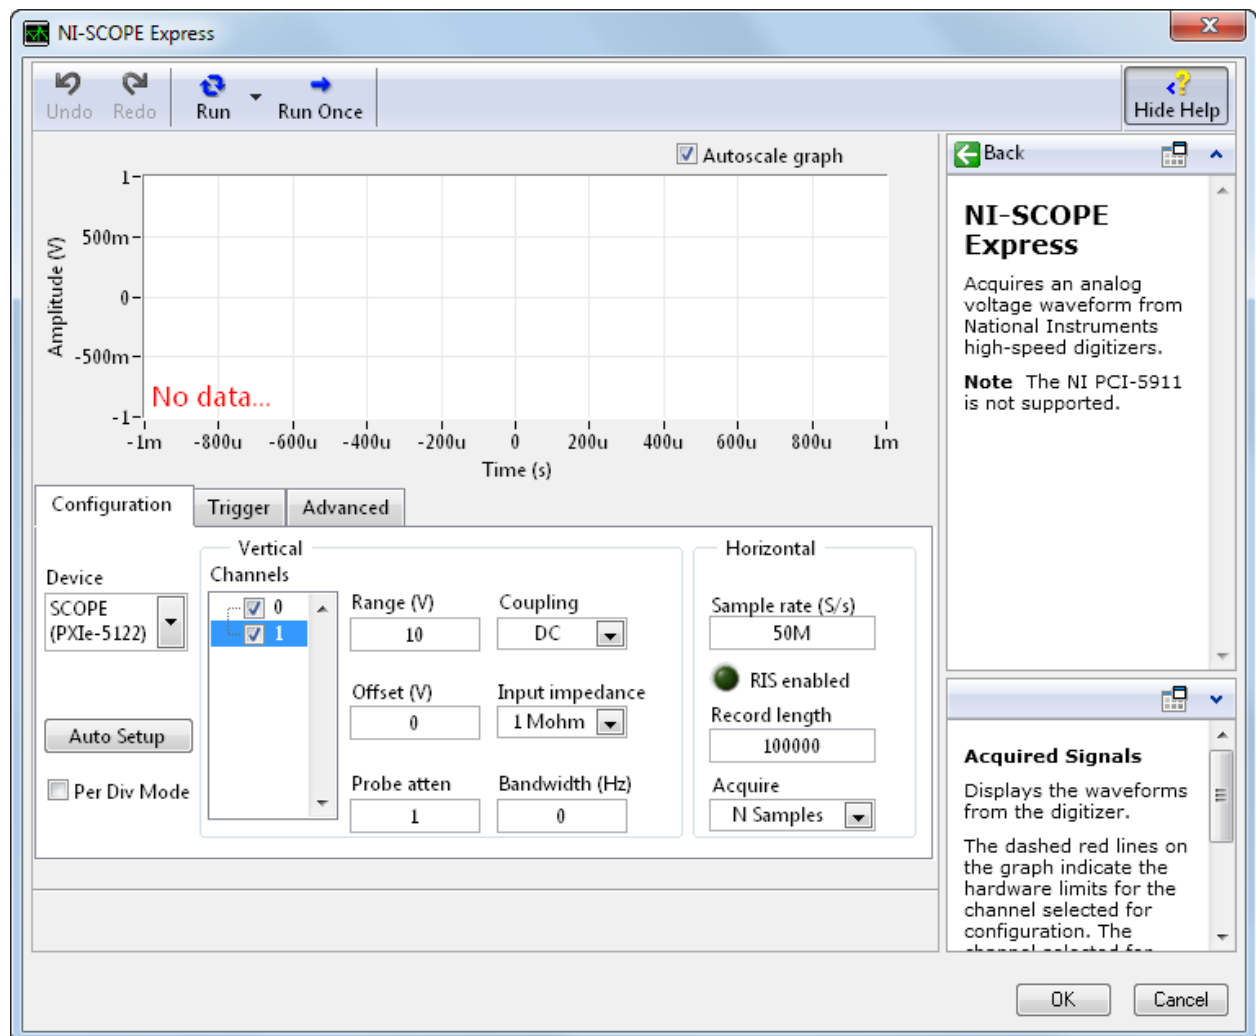 NI-SCOPE Express
Undo Redo Run Run Once Hide Help
Autoscale graph
Amplitude (V)
1
500m
0
-500m
-1
No data...
-1m -800u -600u -400u -200u 0 200u 400u 600u 800u 1m
Time (s)
Configuration Trigger Advanced
Device
SCOPE
(PXIe-5122)
Auto Setup
Per Div Mode
Vertical
Channels
0
1
Range (V)
10
Coupling
DC
Offset (V)
0
Input impedance
1 Mohm
Probe atten
1
Bandwidth (Hz)
0
Horizontal
Sample rate (S/s)
50M
RIS enabled
Record length
100000
Acquire
N Samples
Back
NI-SCOPE
Express
Acquires an analog
voltage waveform from
National Instruments
high-speed digitizers.
Note The NI PCI-5911
is not supported.
Acquired Signals
Displays the waveforms
from the digitizer.
The dashed red lines on
the graph indicate the
hardware limits for the
channel selected for
configuration. The
channel selected for
OK Cancel